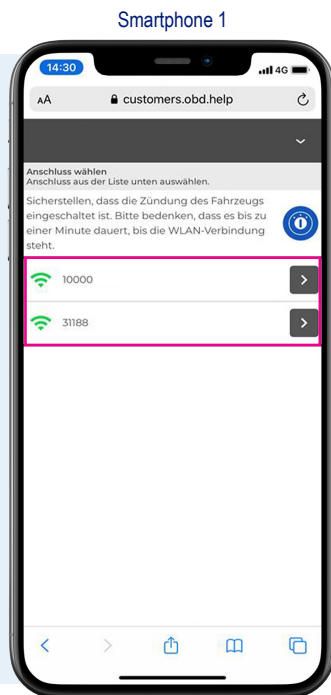 Smartphone 1
14:30
4G
AA
customers.obd.help
Anschluss wählen
Anschluss aus der Liste unten auswählen.
Sicherstellen, dass die Zündung des Fahrzeugs
eingeschaltet ist. Bitte bedenken, dass es bis zu
einer Minute dauert, bis die WLAN-Verbindung
steht.
10000
31188